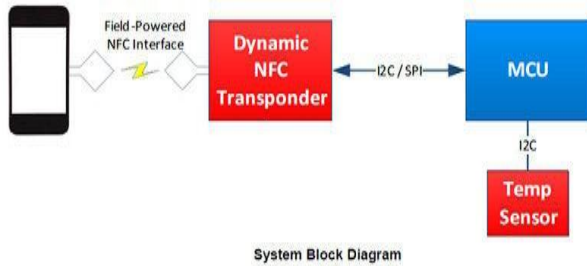 Field-Powered
NFC Interface
Dynamic
NFC
Transponder
I2C / SPI
MCU
I2C
Temp
Sensor
System Block Diagram